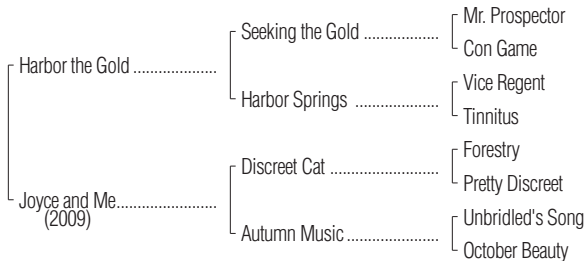 Mr. Prospector
Seeking the Gold ..................
Con Game
Harbor the Gold ....................
Vice Regent
Harbor Springs ....................
Tinnitus
Forestry
Discreet Cat ..........................
Pretty Discreet
Joyce and Me........................
(2009)
Unbridled's Song
Autumn Music......................
October Beauty